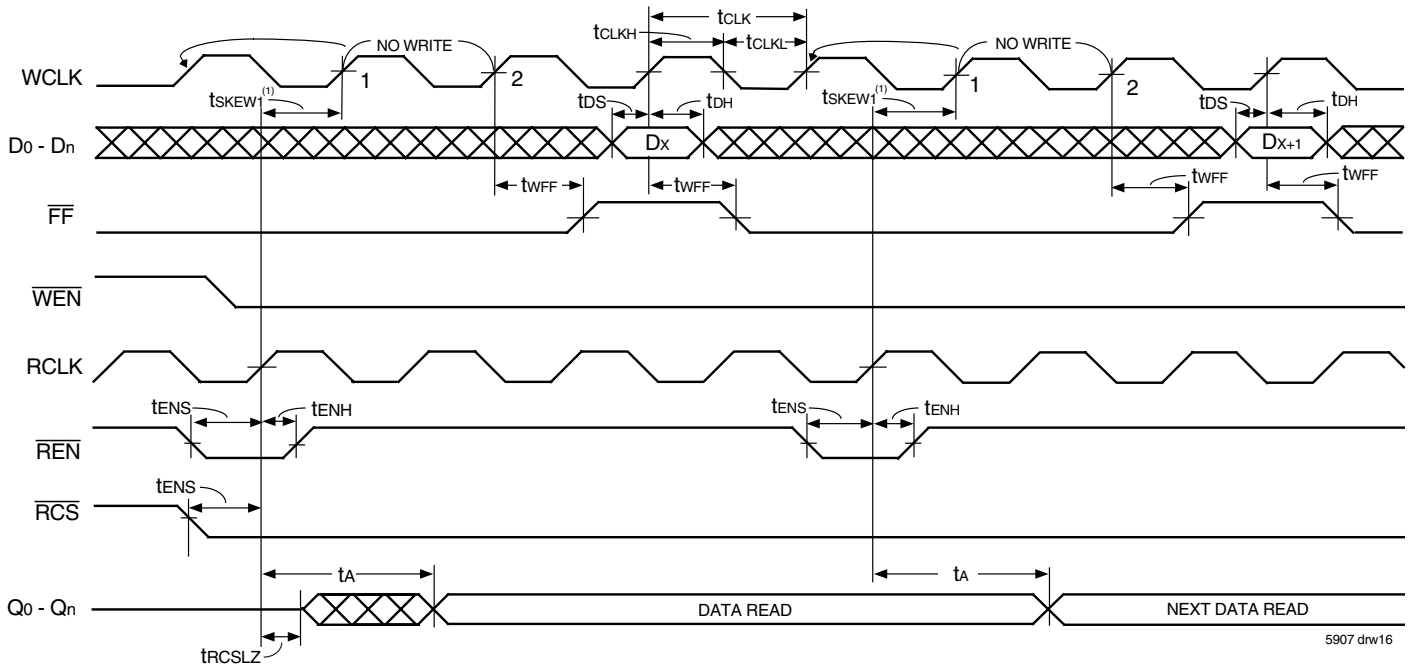 tCLK
tCLKH
tCLKL
NO WRITE
NO WRITE
WCLK
1
2
1
2
tSKEW1(1)
tDS
tDH
tSKEW1(1)
tDS
tDH
D0 - Dn
DX
DX+1
tWFF
tWFF
tWFF
tWFF
FF
WEN
RCLK
tENS
tENH
tENS
tENH
REN
tENS
RCS
tA
tA
Q0 - Qn
DATA READ
NEXT DATA READ
tRCSLZ
5907 drw16